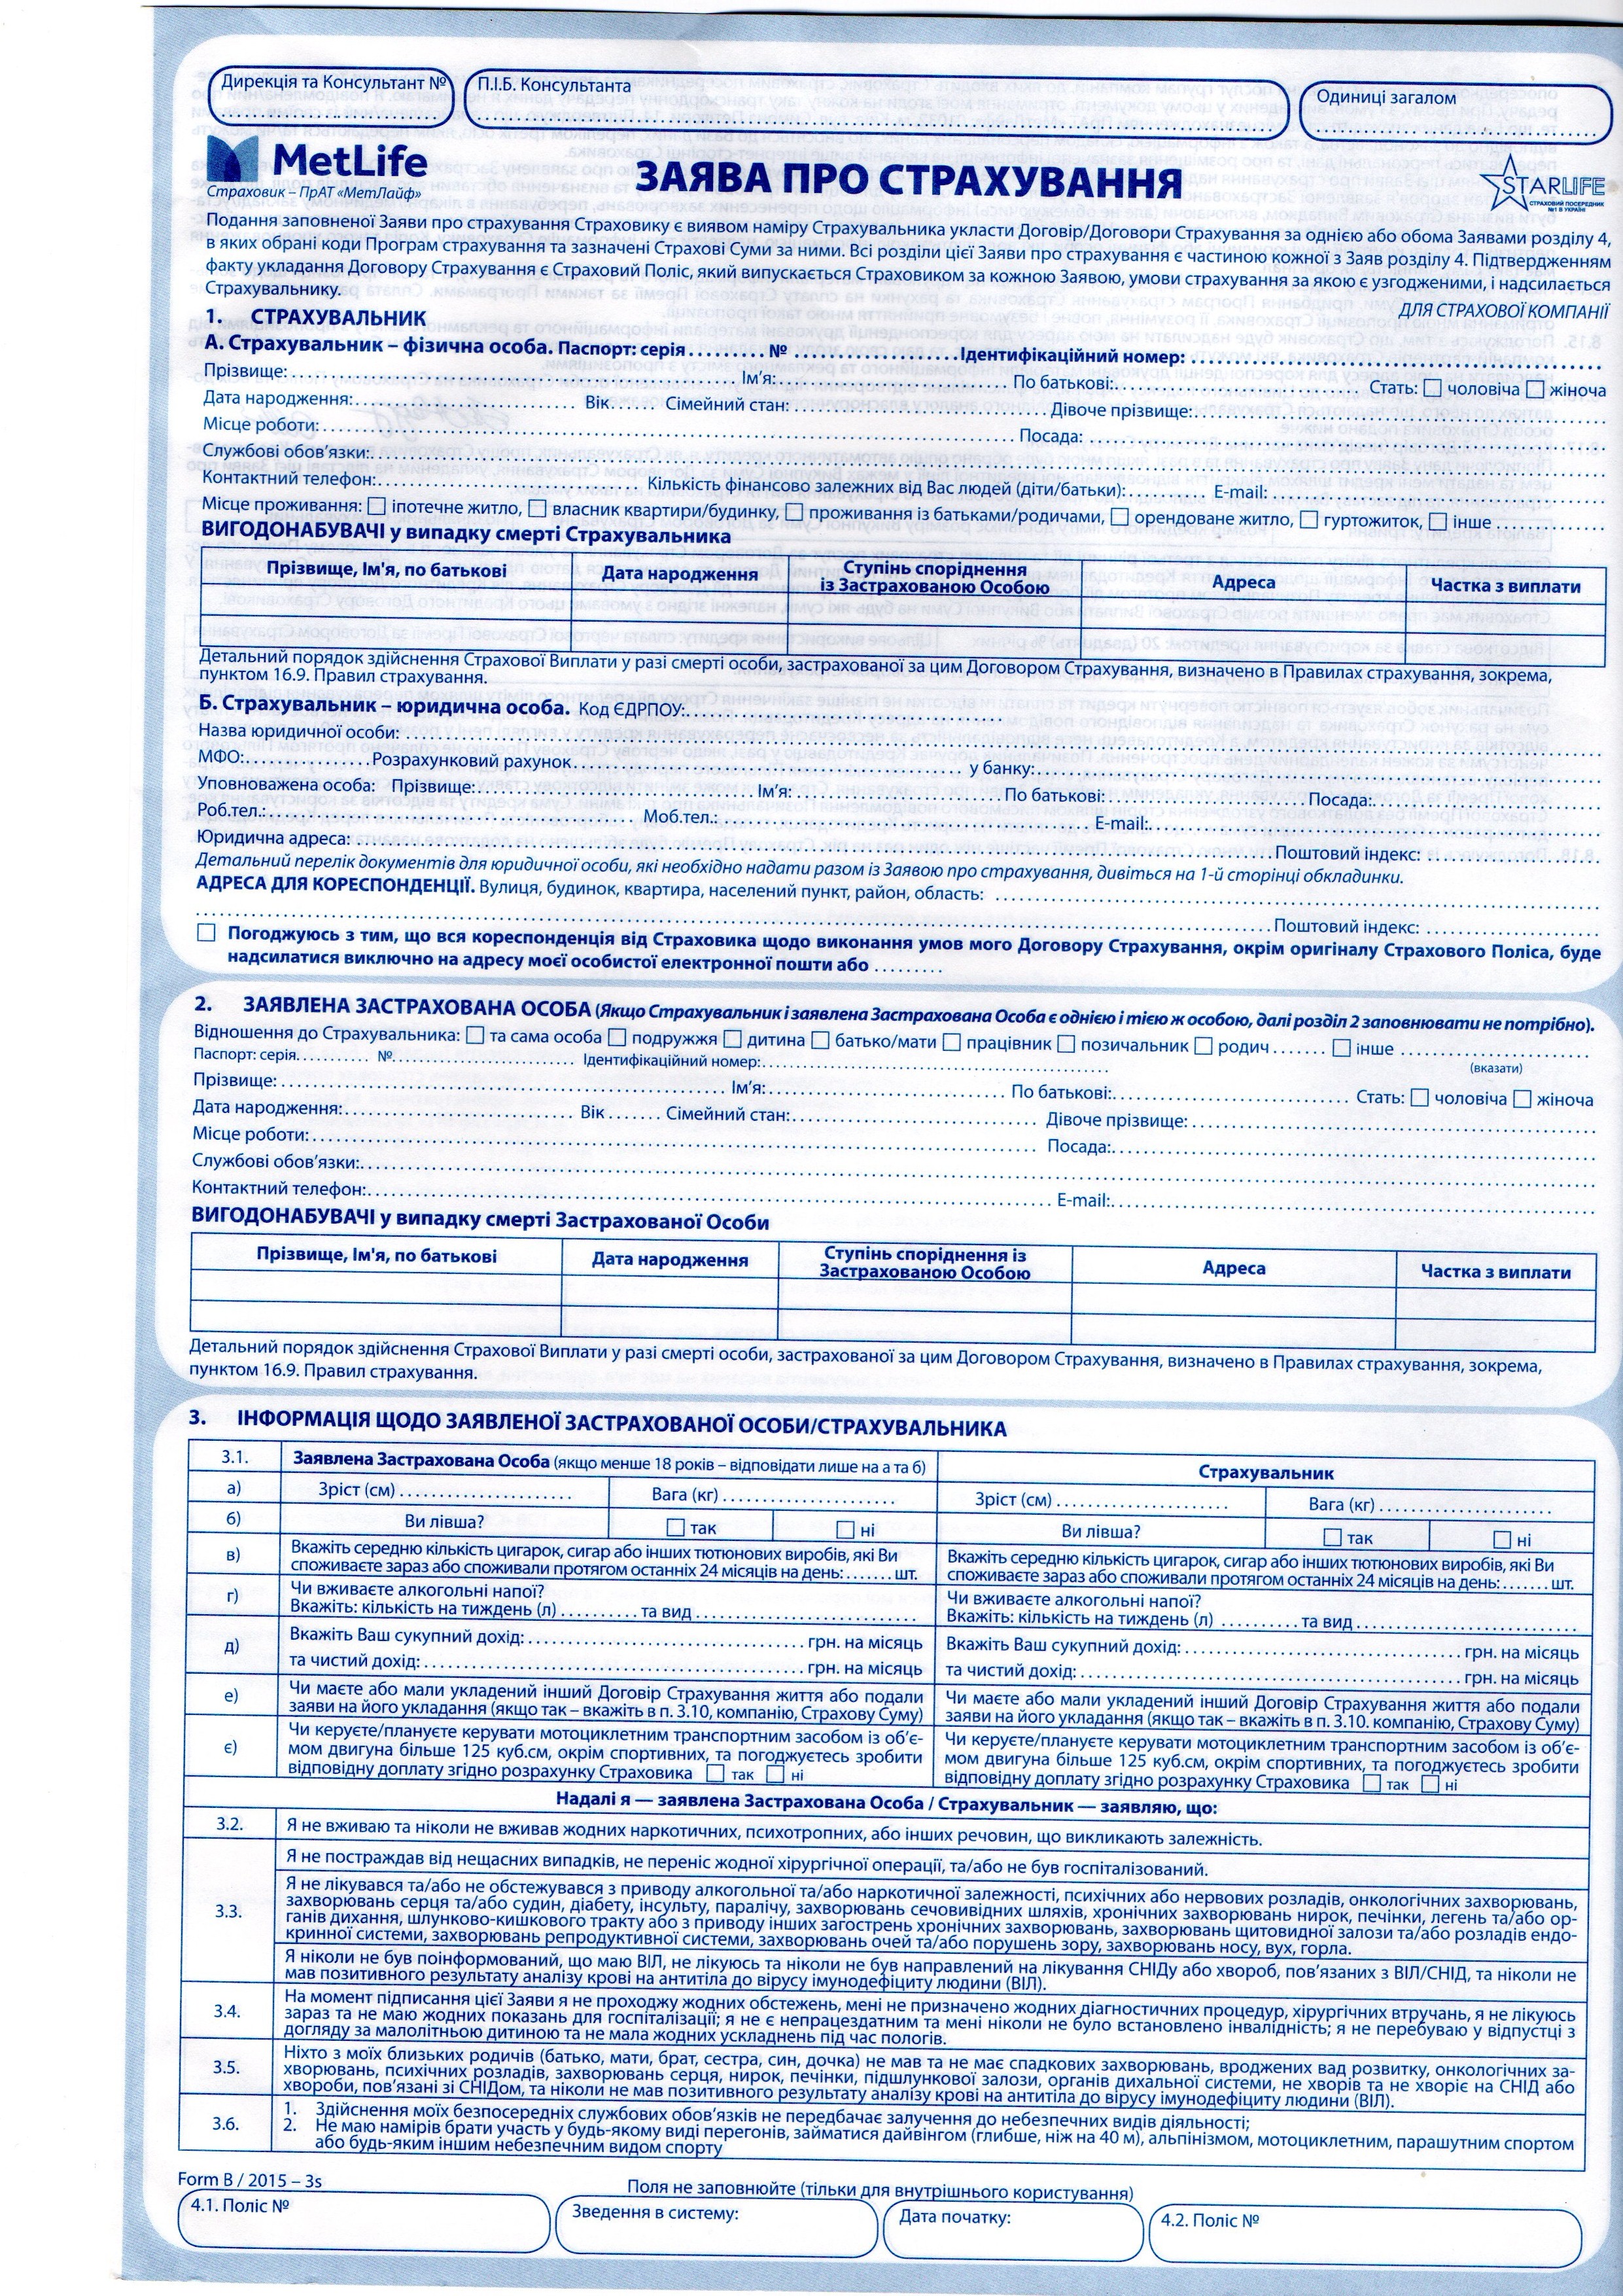 Дирекція та Консультант №
П.І.Б. Консультанта
Одиниці загалом
MetLife
Страховик – ПрАТ «МетЛайф»
ЗАЯВА ПРО СТРАХУВАННЯ
STARLIFE
СТРАХОВИЙ ПОСЕРЕДНИК
№1 В УКРАЇНІ
Подання заповненої Заяви про страхування Страховику є виявом наміру Страхувальника укласти Договір/Договори Страхування за однією або обома Заявами розділу 4,
в яких обрані коди Програм страхування та зазначені Страхові Суми за ними. Всі розділи цієї Заяви про страхування є частиною кожної з Заяв розділу 4. Підтвердженням
факту укладання Договору Страхування є Страховий Поліс, який випускається Страховиком за кожною Заявою, умови страхування за якою є узгодженими, і надсилається
Страхувальнику.
ДЛЯ СТРАХОВОЇ КОМПАНІЇ
1. СТРАХУВАЛЬНИК
А. Страхувальник – фізична особа. Паспорт: серія......... № ........................ Ідентифікаційний номер: ........................
Прізвище:........................ Ім'я:........................ По батькові:........................ Стать: ☐ чоловіча ☐ жіноча
Дата народження:........................ Вік...... Сімейний стан:........................ Дівоче прізвище:........................
Місце роботи:........................ Посада:........................
Службові обов'язки:........................
Контактний телефон:........................ Кількість фінансово залежних від Вас людей (діти/батьки):......... E-mail:........................
Місце проживання: ☐ іпотечне житло, ☐ власник квартири/будинку, ☐ проживання із батьками/родичами, ☐ орендоване житло, ☐ гуртожиток, ☐ інше ...............
ВИГОДОНАБУВАЧІ у випадку смерті Страхувальника
Прізвище, Ім'я, по батькові Дата народження Ступінь споріднення Адреса Частка з виплати
із Застрахованою Особою
Детальний порядок здійснення Страхової Виплати у разі смерті особи, застрахованої за цим Договором Страхування, визначено в Правилах страхування, зокрема,
пунктом 16.9. Правил страхування.
Б. Страхувальник – юридична особа. Код ЄДРПОУ:........................
Назва юридичної особи:........................
МФО:............... Розрахунковий рахунок........................ у банку:........................
Уповноважена особа: Прізвище:........................ Ім'я:........................ По батькові:........................ Посада:........................
Роб.тел.:........................ Моб.тел.:........................ E-mail:........................
Юридична адреса:........................ Поштовий індекс:........................
Детальний перелік документів для юридичної особи, які необхідно надати разом із Заявою про страхування, дивіться на 1-й сторінці обкладинки.
АДРЕСА ДЛЯ КОРЕСПОНДЕНЦІЇ. Вулиця, будинок, квартира, населений пункт, район, область: ........................
........................ Поштовий індекс: ........................
☐ Погоджуюсь з тим, що вся кореспонденція від Страховика щодо виконання умов мого Договору Страхування, окрім оригіналу Страхового Поліса, буде
надсилатися виключно на адресу моєї особистої електронної пошти або .........
2. ЗАЯВЛЕНА ЗАСТРАХОВАНА ОСОБА (Якщо Страхувальник і заявлена Застрахована Особа є однією і тією ж особою, далі розділ 2 заповнювати не потрібно).
Відношення до Страхувальника: ☐ та сама особа ☐ подружжя ☐ дитина ☐ батько/мати ☐ працівник ☐ позичальник ☐ родич ....... ☐ інше ........................
(вказати)
Паспорт: серія.......... №........................ Ідентифікаційний номер:........................
Прізвище:........................ Ім'я:........................ По батькові:........................ Стать: ☐ чоловіча ☐ жіноча
Дата народження:........................ Вік....... Сімейний стан:........................ Дівоче прізвище:........................
Місце роботи:........................ Посада:........................
Службові обов'язки:........................
Контактний телефон:........................ E-mail:........................
ВИГОДОНАБУВАЧІ у випадку смерті Застрахованої Особи
Прізвище, Ім'я, по батькові Дата народження Ступінь споріднення із Адреса Частка з виплати
Застрахованою Особою
Детальний порядок здійснення Страхової Виплати у разі смерті особи, застрахованої за цим Договором Страхування, визначено в Правилах страхування, зокрема,
пунктом 16.9. Правил страхування.
3. ІНФОРМАЦІЯ ЩОДО ЗАЯВЛЕНОЇ ЗАСТРАХОВАНОЇ ОСОБИ/СТРАХУВАЛЬНИКА
3.1. Заявлена Застрахована Особа (якщо менше 18 років – відповідати лише на а та б) Страхувальник
а) Зріст (см) ........................ Вага (кг) ........................ Зріст (см) ........................ Вага (кг) ........................
б) Ви лівша? ☐ так ☐ ні Ви лівша? ☐ так ☐ ні
в) Вкажіть середню кількість цигарок, сигар або інших тютюнових виробів, які Ви
споживаєте зараз або споживали протягом останніх 24 місяців на день:....... шт.
Вкажіть середню кількість цигарок, сигар або інших тютюнових виробів, які Ви
споживаєте зараз або споживали протягом останніх 24 місяців на день:....... шт.
г) Чи вживаєте алкогольні напої?
Вкажіть: кількість на тиждень (л) .......... та вид ........................
Чи вживаєте алкогольні напої?
Вкажіть: кількість на тиждень (л) .......... та вид ........................
д) Вкажіть Ваш сукупний дохід:........................ грн. на місяць
та чистий дохід:........................ грн. на місяць
Вкажіть Ваш сукупний дохід:........................ грн. на місяць
та чистий дохід:........................ грн. на місяць
е) Чи маєте або мали укладений інший Договір Страхування життя або подали
заяви на його укладання (якщо так – вкажіть в п. 3.10, компанію, Страхову Суму)
Чи маєте або мали укладений інший Договір Страхування життя або подали
заяви на його укладання (якщо так – вкажіть в п. 3.10. компанію, Страхову Суму)
є) Чи керуєте/плануєте керувати мотоциклетним транспортним засобом із об'є-
мом двигуна більше 125 куб.см, окрім спортивних, та погоджуєтесь зробити
відповідну доплату згідно розрахунку Страховика ☐ так ☐ ні
Чи керуєте/плануєте керувати мотоциклетним транспортним засобом із об'є-
мом двигуна більше 125 куб.см, окрім спортивних, та погоджуєтесь зробити
відповідну доплату згідно розрахунку Страховика ☐ так ☐ ні
Надалі я — заявлена Застрахована Особа / Страхувальник — заявляю, що:
3.2. Я не вживаю та ніколи не вживав жодних наркотичних, психотропних, або інших речовин, що викликають залежність.
3.3. Я не постраждав від нещасних випадків, не переніс жодної хірургічної операції, та/або не був госпіталізований.
Я не лікувався та/або не обстежувався з приводу алкогольної та/або наркотичної залежності, психічних або нервових розладів, онкологічних захворювань,
захворювань серця та/або судин, діабету, інсульту, паралічу, захворювань сечовивідних шляхів, хронічних захворювань нирок, печінки, легень та/або ор-
ганів дихання, шлунково-кишкового тракту або з приводу інших загострень хронічних захворювань, захворювань щитовидної залози та/або розладів ендо-
кринної системи, захворювань репродуктивної системи, захворювань очей та/або порушень зору, захворювань носу, вух, горла.
Я ніколи не був поінформований, що маю ВІЛ, не лікуюсь та ніколи не був направлений на лікування СНІДу або хвороб, пов'язаних з ВІЛ/СНІД, та ніколи не
мав позитивного результату аналізу крові на антитіла до вірусу імунодефіциту людини (ВІЛ).
3.4. На момент підписання цієї Заяви я не проходжу жодних обстежень, мені не призначено жодних діагностичних процедур, хірургічних втручань, я не лікуюсь
зараз та не маю жодних показань для госпіталізації; я не є непрацездатним та мені ніколи не було встановлено інвалідність; я не перебуваю у відпустці з
догляду за малолітньою дитиною та не мала жодних ускладнень під час пологів.
3.5. Ніхто з моїх близьких родичів (батько, мати, брат, сестра, син, дочка) не мав та не має спадкових захворювань, вроджених вад розвитку, онкологічних за-
хворювань, психічних розладів, захворювань серця, нирок, печінки, підшлункової залози, органів дихальної системи, не хворів та не хворіє на СНІД або
хвороби, пов'язані зі СНІДом, та ніколи не мав позитивного результату аналізу крові на антитіла до вірусу імунодефіциту людини (ВІЛ).
3.6. 1. Здійснення моїх безпосередніх службових обов'язків не передбачає залучення до небезпечних видів діяльності;
2. Не маю намірів брати участь у будь-якому виді перегонів, займатися дайвінгом (глибше, ніж на 40 м), альпінізмом, мотоциклетним, парашутним спортом
або будь-яким іншим небезпечним видом спорту
Form B / 2015 – 3s
Поля не заповнюйте (тільки для внутрішнього користування)
4.1. Поліс №
Зведення в систему:
Дата початку:
4.2. Поліс №